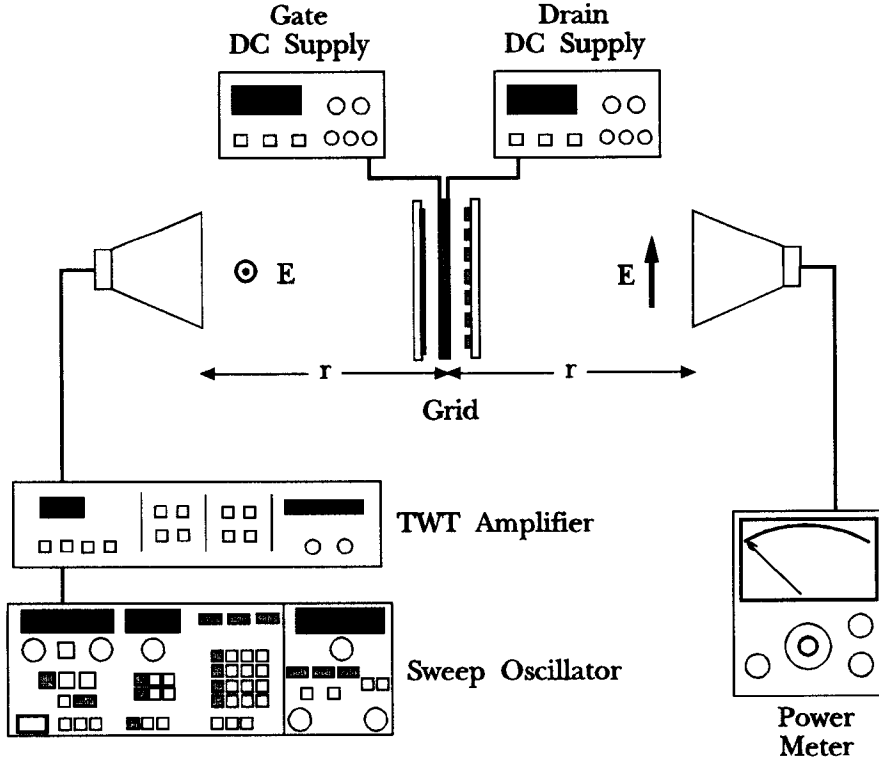 Gate
DC Supply
Drain
DC Supply
E
E
r
r
Grid
TWT Amplifier
Sweep Oscillator
Power
Meter